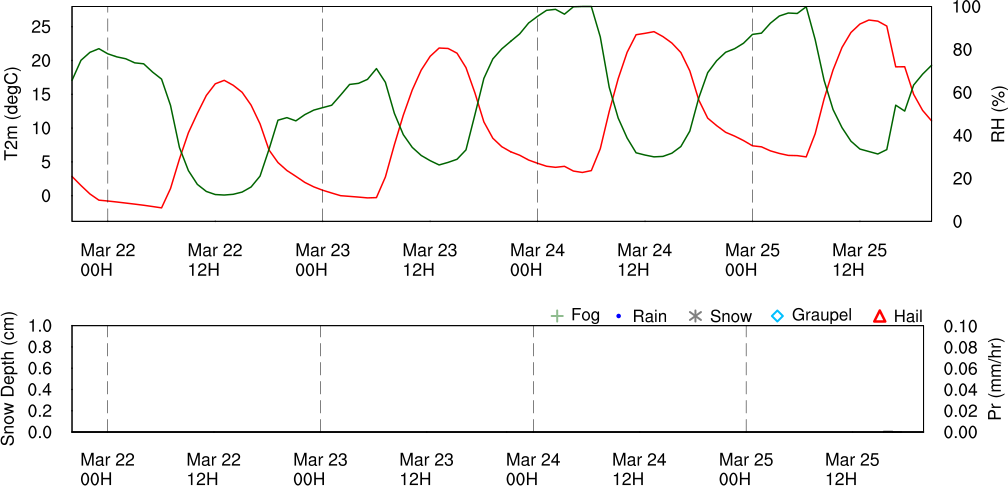 T2m (degC)
25
20
15
10
5
0
100
80
60
40
20
0
RH (%)
Mar 22 Mar 22 Mar 23 Mar 23 Mar 24 Mar 24 Mar 25 Mar 25
00H 12H 00H 12H 00H 12H 00H 12H
Fog Rain Snow Graupel Hail
Snow Depth (cm)
1.0
0.8
0.6
0.4
0.2
0.0
0.10
0.08
0.06
0.04
0.02
0.00
Pr (mm/hr)
Mar 22 Mar 22 Mar 23 Mar 23 Mar 24 Mar 24 Mar 25 Mar 25
00H 12H 00H 12H 00H 12H 00H 12H